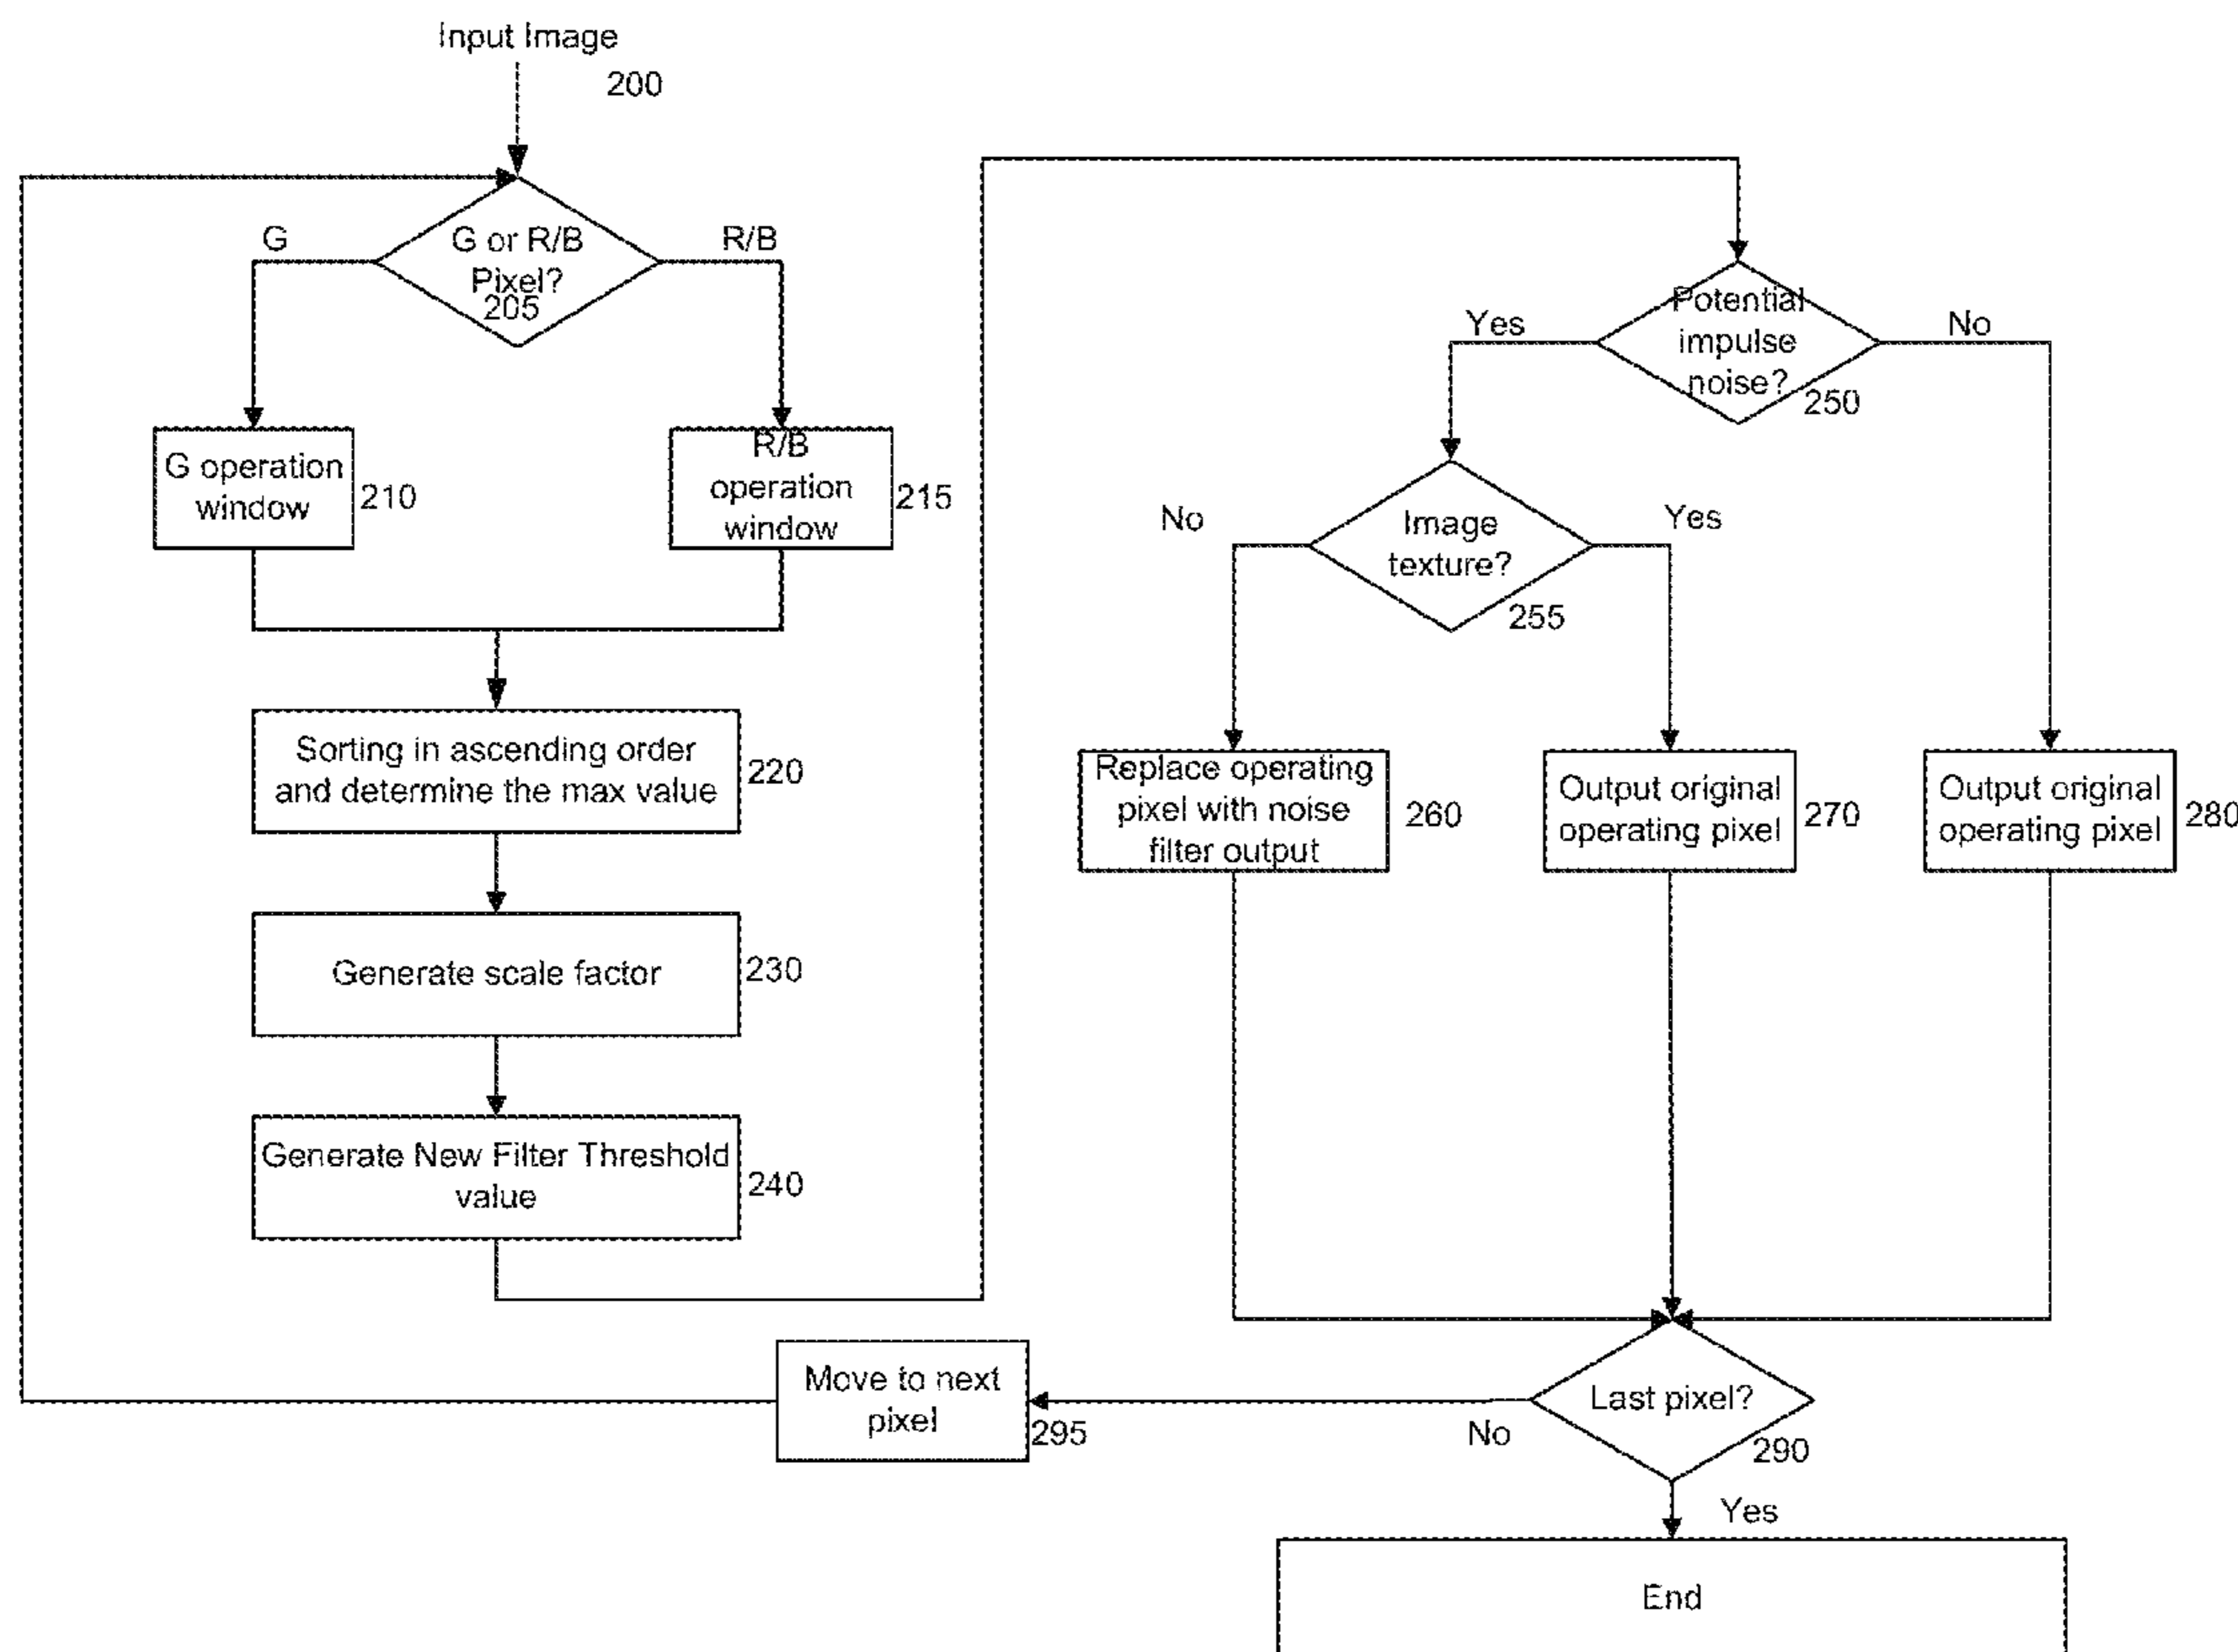 Input Image
200
G or R/B
Pixel?
205
G
R/B
G operation
window
210
R/B
operation
window
215
Sorting in ascending order
and determine the max value
220
Generate scale factor
230
Generate New Filter Threshold
value
240
Potential
impulse
noise?
250
Yes
No
Image
texture?
255
No
Yes
Replace operating
pixel with noise
filter output
260
Output original
operating pixel
270
Output original
operating pixel
280
Last pixel?
290
No
Move to next
pixel
295
Yes
End